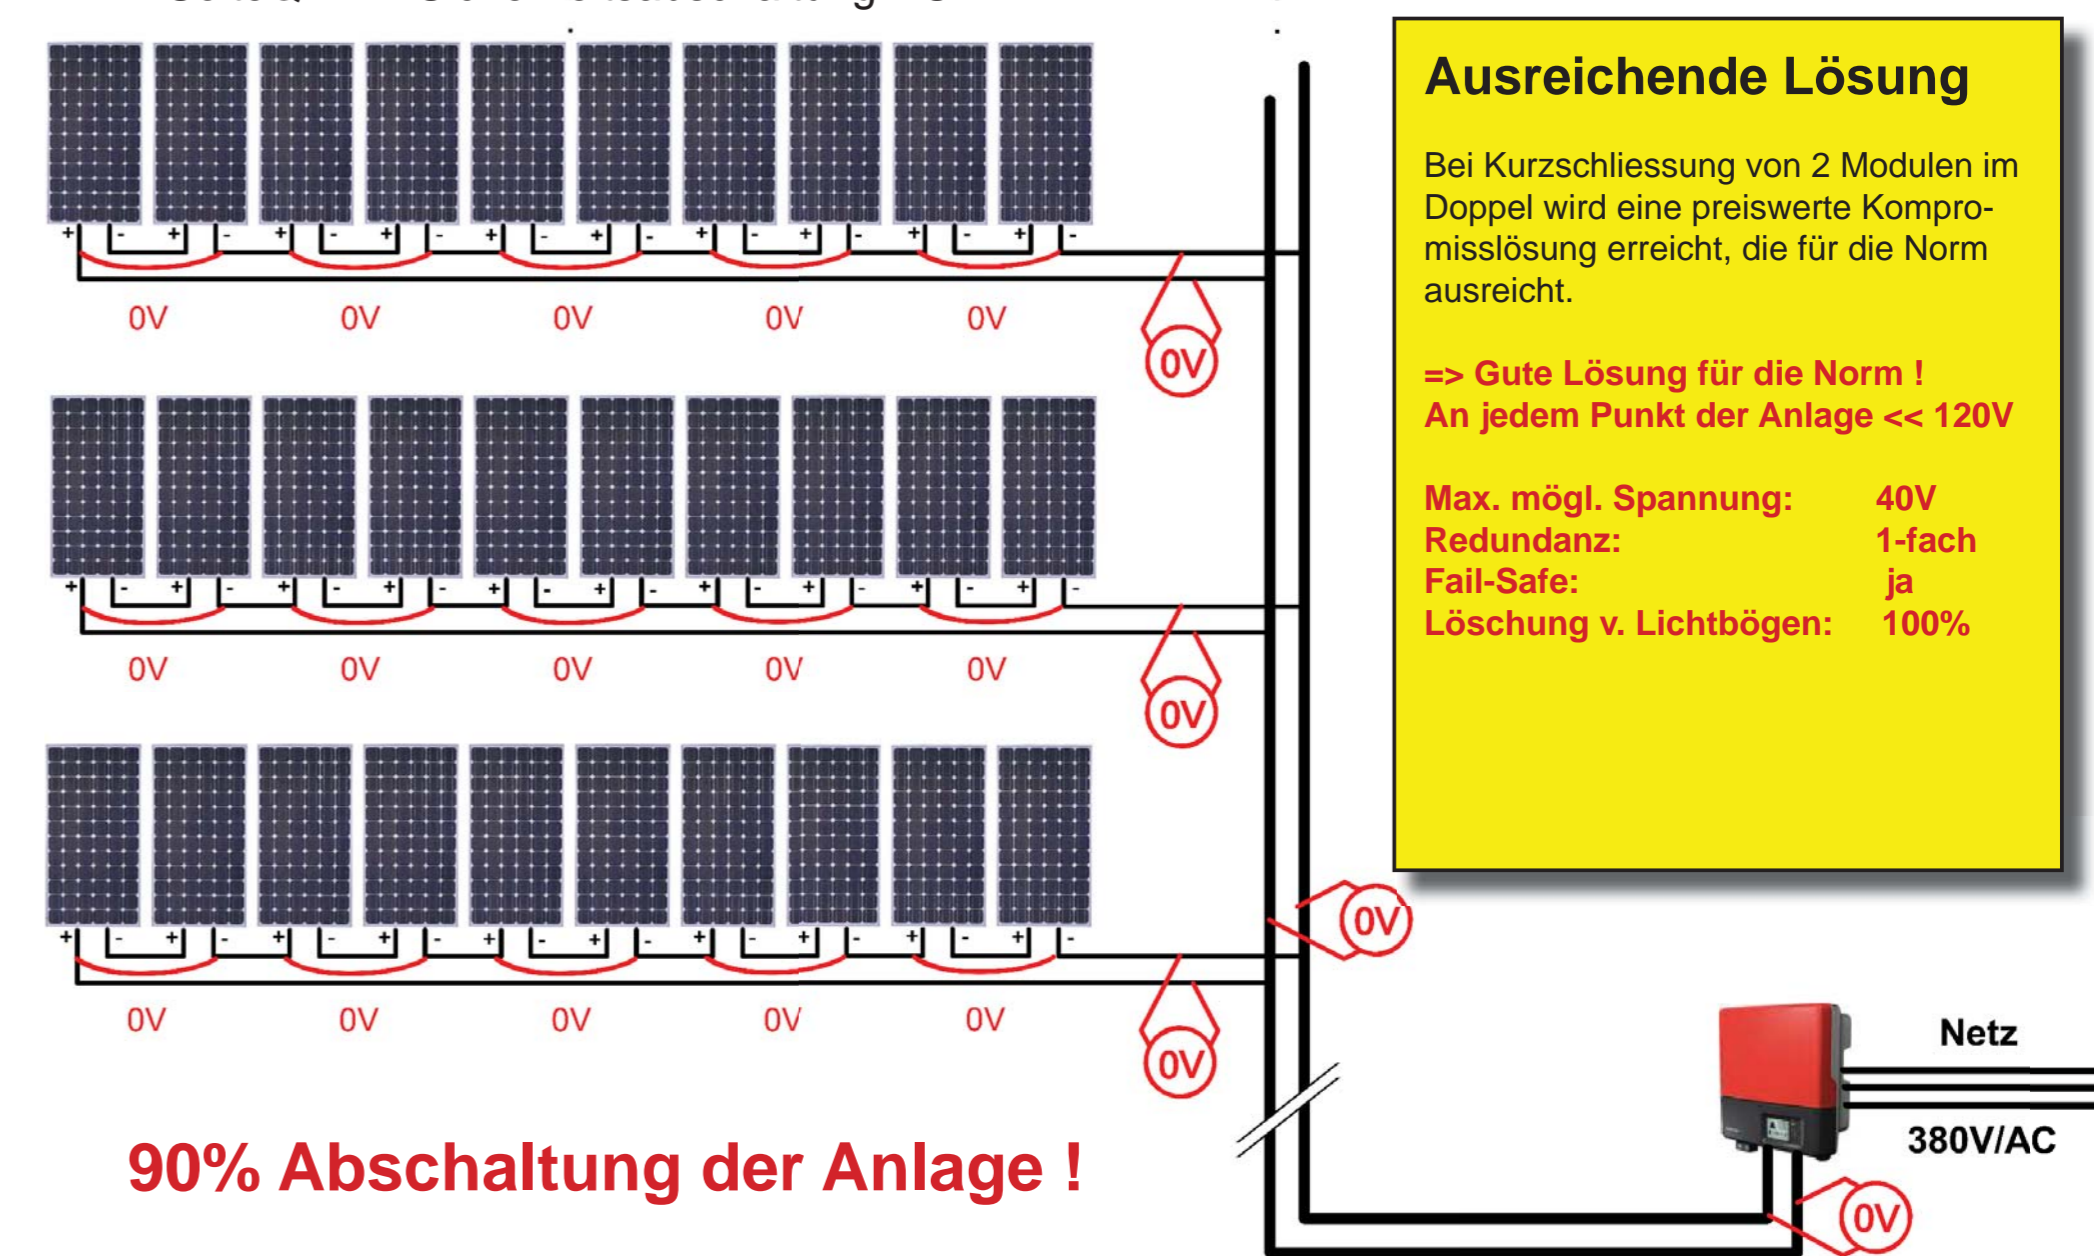 Ausreichende Lösung
Bei Kurzschliessung von 2 Modulen im
Doppel wird eine preiswerte Kompro-
misslösung erreicht, die für die Norm
ausreicht.
=> Gute Lösung für die Norm !
An jedem Punkt der Anlage << 120V
Max. mögl. Spannung: 40V
Redundanz: 1-fach
Fail-Safe: ja
Löschung v. Lichtbögen: 100%
+ - + - + - + - + - + - + - + - + - + -
0V 0V 0V 0V 0V
0V
+ - + - + - + - + - + - + - + - + - + -
0V 0V 0V 0V 0V
0V
+ - + - + - + - + - + - + - + - + - + -
0V 0V 0V 0V 0V
0V
0V
Netz
380V/AC
0V
90% Abschaltung der Anlage !